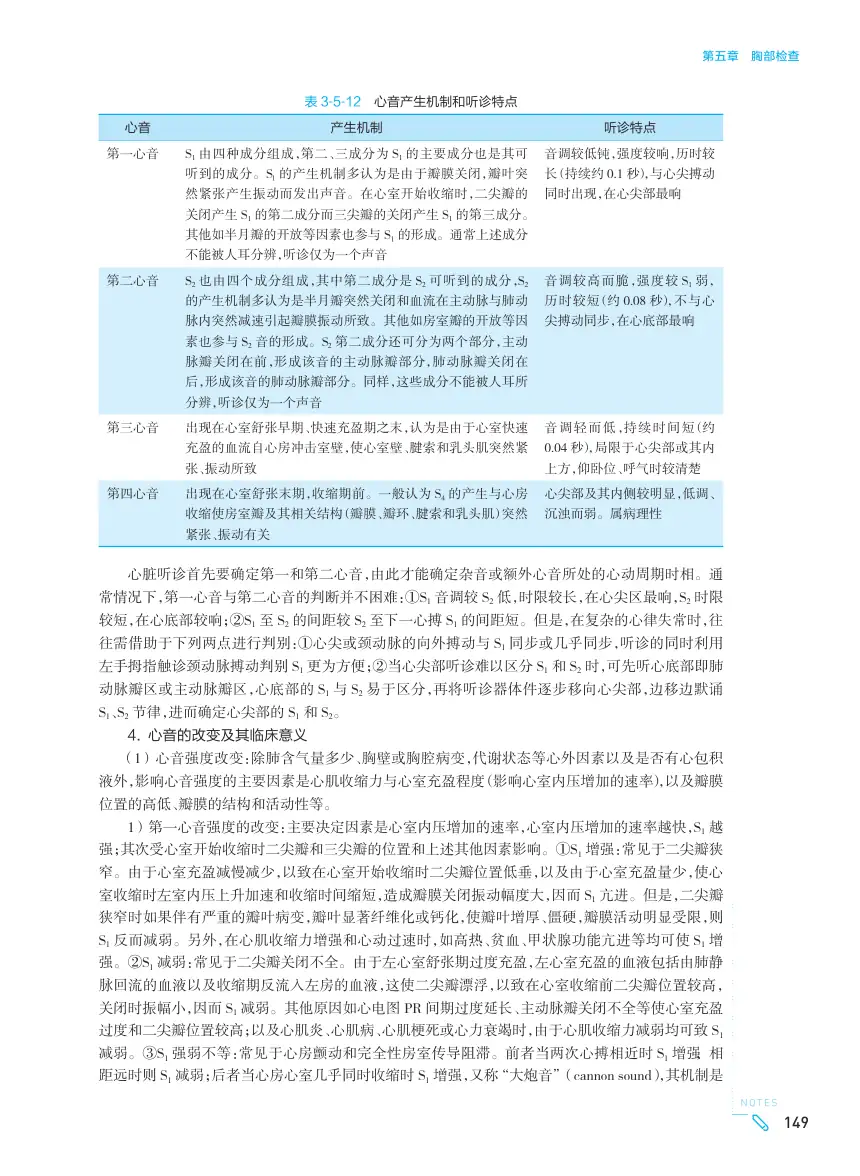 第五章 胸部检查
表 3-5-12 心音产生机制和听诊特点
心音 产生机制 听诊特点
第一心音
S₁ 由四种成分组成,第二、三成分为 S₁ 的主要成分也是其可
听到的成分。S₁ 的产生机制多认为是由于瓣膜关闭,瓣叶突
然紧张产生振动而发出声音。在心室开始收缩时,二尖瓣的
关闭产生 S₁ 的第二成分而三尖瓣的关闭产生 S₁ 的第三成分。
其他如半月瓣的开放等因素也参与 S₁ 的形成。通常上述成分
不能被人耳分辨,听诊仅为一个声音
音调较低钝,强度较响,历时较
长(持续约 0.1 秒),与心尖搏动
同时出现,在心尖部最响
第二心音
S₂ 也由四个成分组成,其中第二成分是 S₂ 可听到的成分,S₂
的产生机制多认为是半月瓣突然关闭和血流在主动脉与肺动
脉内突然减速引起瓣膜振动所致。其他如房室瓣的开放等因
素也参与 S₂ 音的形成。S₂ 第二成分还可分为两个部分,主动
脉瓣关闭在前,形成该音的主动脉瓣部分,肺动脉瓣关闭在
后,形成该音的肺动脉瓣部分。同样,这些成分不能被人耳所
分辨,听诊仅为一个声音
音调较高而脆,强度较 S₁ 弱,
历时较短(约 0.08 秒),不与心
尖搏动同步,在心底部最响
第三心音
出现在心室舒张早期、快速充盈期之末,认为是由于心室快速
充盈的血流自心房冲击室壁,使心室壁、腱索和乳头肌突然紧
张、振动所致
音调轻而低,持续时间短(约
0.04 秒),局限于心尖部或其内
上方,仰卧位、呼气时较清楚
第四心音
出现在心室舒张末期,收缩期前。一般认为 S₄ 的产生与心房
收缩使房室瓣及其相关结构(瓣膜、瓣环、腱索和乳头肌)突然
紧张、振动有关
心尖部及其内侧较明显,低调、
沉浊而弱。属病理性
心脏听诊首先要确定第一和第二心音,由此才能确定杂音或额外心音所处的心动周期时相。通
常情况下,第一心音与第二心音的判断并不困难:①S₁ 音调较 S₂ 低,时限较长,在心尖区最响,S₂ 时限
较短,在心底部较响;②S₁ 至 S₂ 的间距较 S₂ 至下一心搏 S₁ 的间距短。但是,在复杂的心律失常时,往
往需借助于下列两点进行判别:①心尖或颈动脉的向外搏动与 S₁ 同步或几乎同步,听诊的同时利用
左手拇指触诊颈动脉搏动判别 S₁ 更为方便;②当心尖部听诊难以区分 S₁ 和 S₂ 时,可先听心底部即肺
动脉瓣区或主动脉瓣区,心底部的 S₁ 与 S₂ 易于区分,再将听诊器体件逐步移向心尖部,边移边默诵
S₁、S₂ 节律,进而确定心尖部的 S₁ 和 S₂。
4. 心音的改变及其临床意义
(1)心音强度改变:除肺含气量多少、胸壁或胸腔病变,代谢状态等心外因素以及是否有心包积
液外,影响心音强度的主要因素是心肌收缩力与心室充盈程度(影响心室内压增加的速率),以及瓣膜
位置的高低、瓣膜的结构和活动性等。
1)第一心音强度的改变:主要决定因素是心室内压增加的速率,心室内压增加的速率越快,S₁ 越
强;其次受心室开始收缩时二尖瓣和三尖瓣的位置和上述其他因素影响。①S₁ 增强:常见于二尖瓣狭
窄。由于心室充盈减慢减少,以致在心室开始收缩时二尖瓣位置低垂,以及由于心室充盈量少,使心
室收缩时左室内压上升加速和收缩时间缩短,造成瓣膜关闭振动幅度大,因而 S₁ 亢进。但是,二尖瓣
狭窄时如果伴有严重的瓣叶病变,瓣叶显著纤维化或钙化,使瓣叶增厚、僵硬,瓣膜活动明显受限,则
S₁ 反而减弱。另外,在心肌收缩力增强和心动过速时,如高热、贫血、甲状腺功能亢进等均可使 S₁ 增
强。②S₁ 减弱:常见于二尖瓣关闭不全。由于左心室舒张期过度充盈,左心室充盈的血液包括由肺静
脉回流的血液以及收缩期反流入左房的血液,这使二尖瓣漂浮,以致在心室收缩前二尖瓣位置较高,
关闭时振幅小,因而 S₁ 减弱。其他原因如心电图 PR 间期过度延长、主动脉瓣关闭不全等使心室充盈
过度和二尖瓣位置较高;以及心肌炎、心肌病、心肌梗死或心力衰竭时,由于心肌收缩力减弱均可致 S₁
减弱。③S₁ 强弱不等:常见于心房颤动和完全性房室传导阻滞。前者当两次心搏相近时 S₁ 增强 相
距远时则 S₁ 减弱;后者当心房心室几乎同时收缩时 S₁ 增强,又称“大炮音”(cannon sound),其机制是
NOTES
149